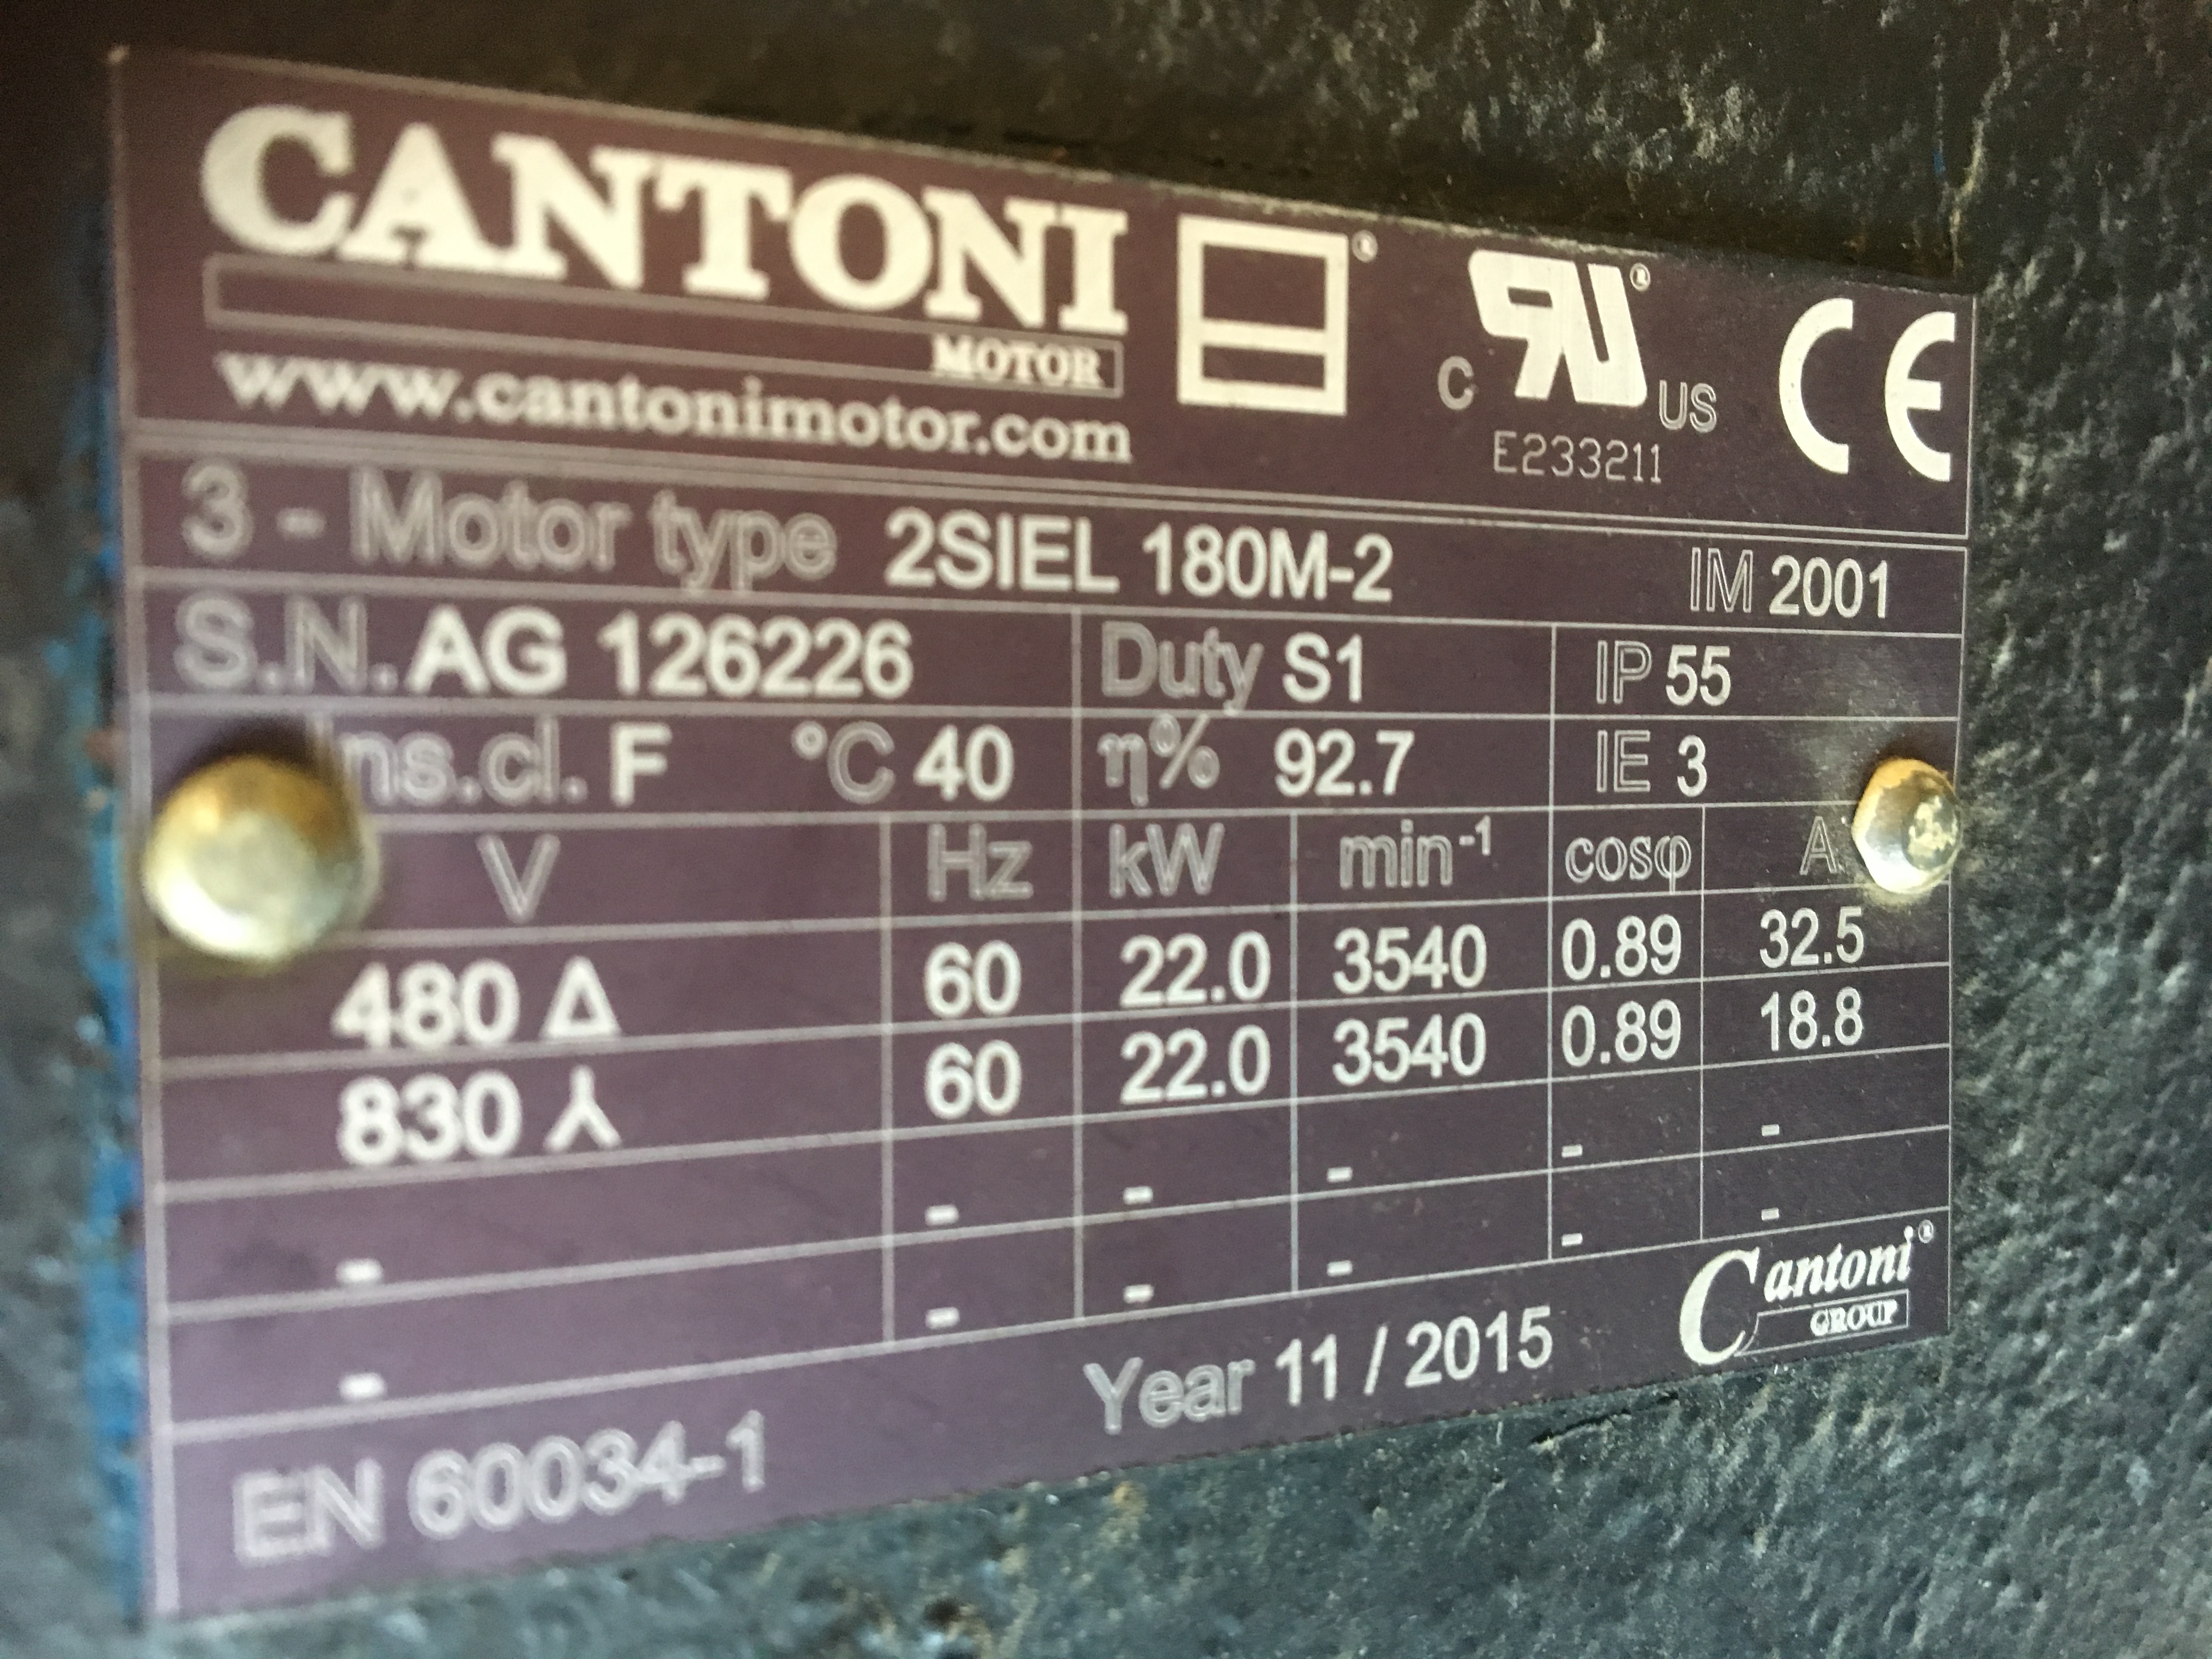 CANTONI
MOTOR
www.cantonimotor.com
® 
c RU® US
E233211
CE
3 - Motor type 2SIEL 180M-2 IM 2001
S.N. AG 126226 Duty S1 IP 55
Ins.cl. F °C 40 η% 92.7 IE 3
V Hz kW min⁻¹ cosφ A
480 Δ 60 22.0 3540 0.89 32.5
830 ⅄ 60 22.0 3540 0.89 18.8
- - - - - -
- - - - - -
EN 60034-1 Year 11 / 2015
Cantoni®
GROUP